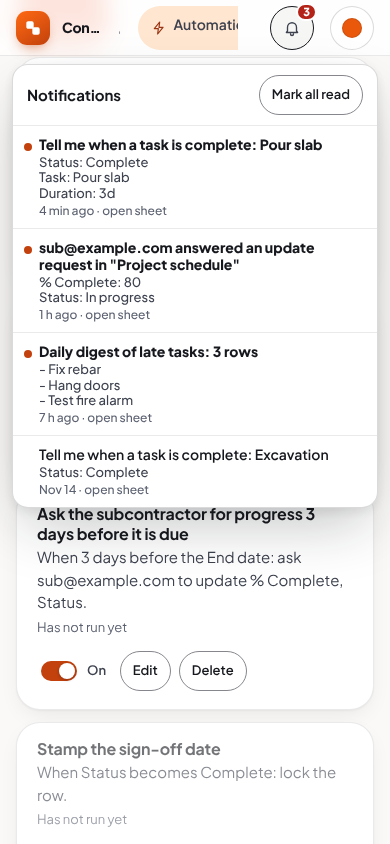 Con...
Automatic
3
Notifications
Mark all read
Tell me when a task is complete: Pour slab
Status: Complete
Task: Pour slab
Duration: 3d
4 min ago · open sheet
sub@example.com answered an update
request in "Project schedule"
% Complete: 80
Status: In progress
1 h ago · open sheet
Daily digest of late tasks: 3 rows
- Fix rebar
- Hang doors
- Test fire alarm
7 h ago · open sheet
Tell me when a task is complete: Excavation
Status: Complete
Nov 14 · open sheet
Ask the subcontractor for progress 3
days before it is due
When 3 days before the End date: ask
sub@example.com to update % Complete,
Status.
Has not run yet
On
Edit
Delete
Stamp the sign-off date
When Status becomes Complete: lock the
row.
Has not run yet